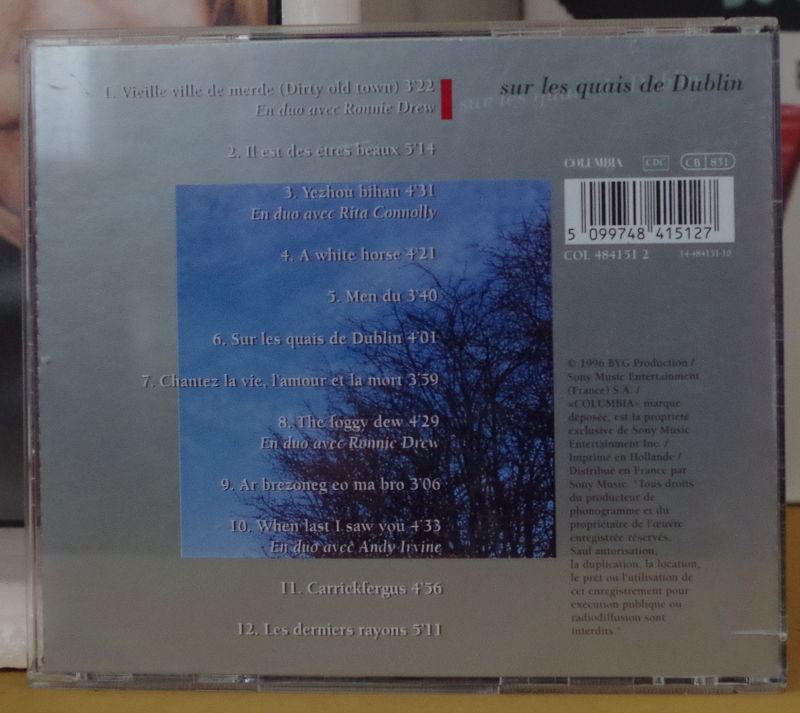 1. Vieille ville de merde (Dirty old town) 3'22
En duo avec Ronnie Drew
2. Il est des êtres beaux 5'14
3. Yezhou bihan 4'31
En duo avec Rita Connolly
4. A white horse 4'21
5. Men du 3'40
6. Sur les quais de Dublin 4'01
7. Chantez la vie, l'amour et la mort 3'59
8. The foggy dew 4'29
En duo avec Ronnie Drew
9. Ar brezoneg eo ma bro 3'06
10. When last I saw you 4'33
En duo avec Andy Irvine
11. Carrickfergus 4'56
12. Les derniers rayons 5'11
sur les quais de Dublin
COLUMBIA CDC CB 831
5 099748 415127
COL 484151 2 14-484151-10
© 1996 BYG Production /
Sony Music Entertainment
(France) S.A. /
«COLUMBIA» marque
déposée, est la propriété
exclusive de Sony Music
Entertainment Inc. /
Imprimé en Hollande /
Distribué en France par
Sony Music. "Tous droits
du producteur de
phonogramme et du
propriétaire de l'œuvre
enregistrée réservés.
Sauf autorisation,
la duplication, la location,
le prêt ou l'utilisation de
cet enregistrement pour
exécution publique ou
radiodiffusion sont
interdits."